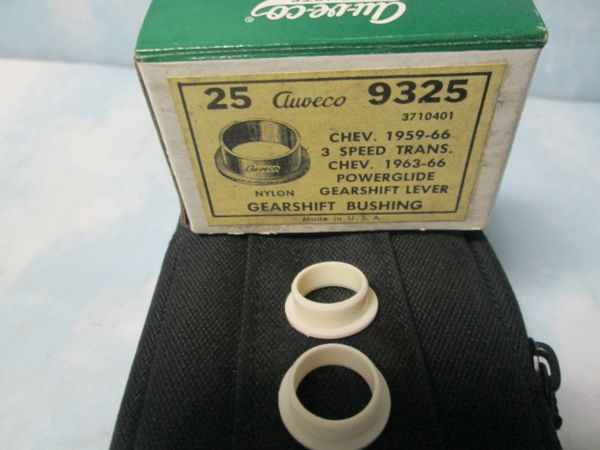 auveco
®
25 Auveco 9325
3710401
CHEV. 1959-66
3 SPEED TRANS.
CHEV. 1963-66
POWERGLIDE
GEARSHIFT LEVER
Auveco
NYLON
GEARSHIFT BUSHING
Made in U. S. A.